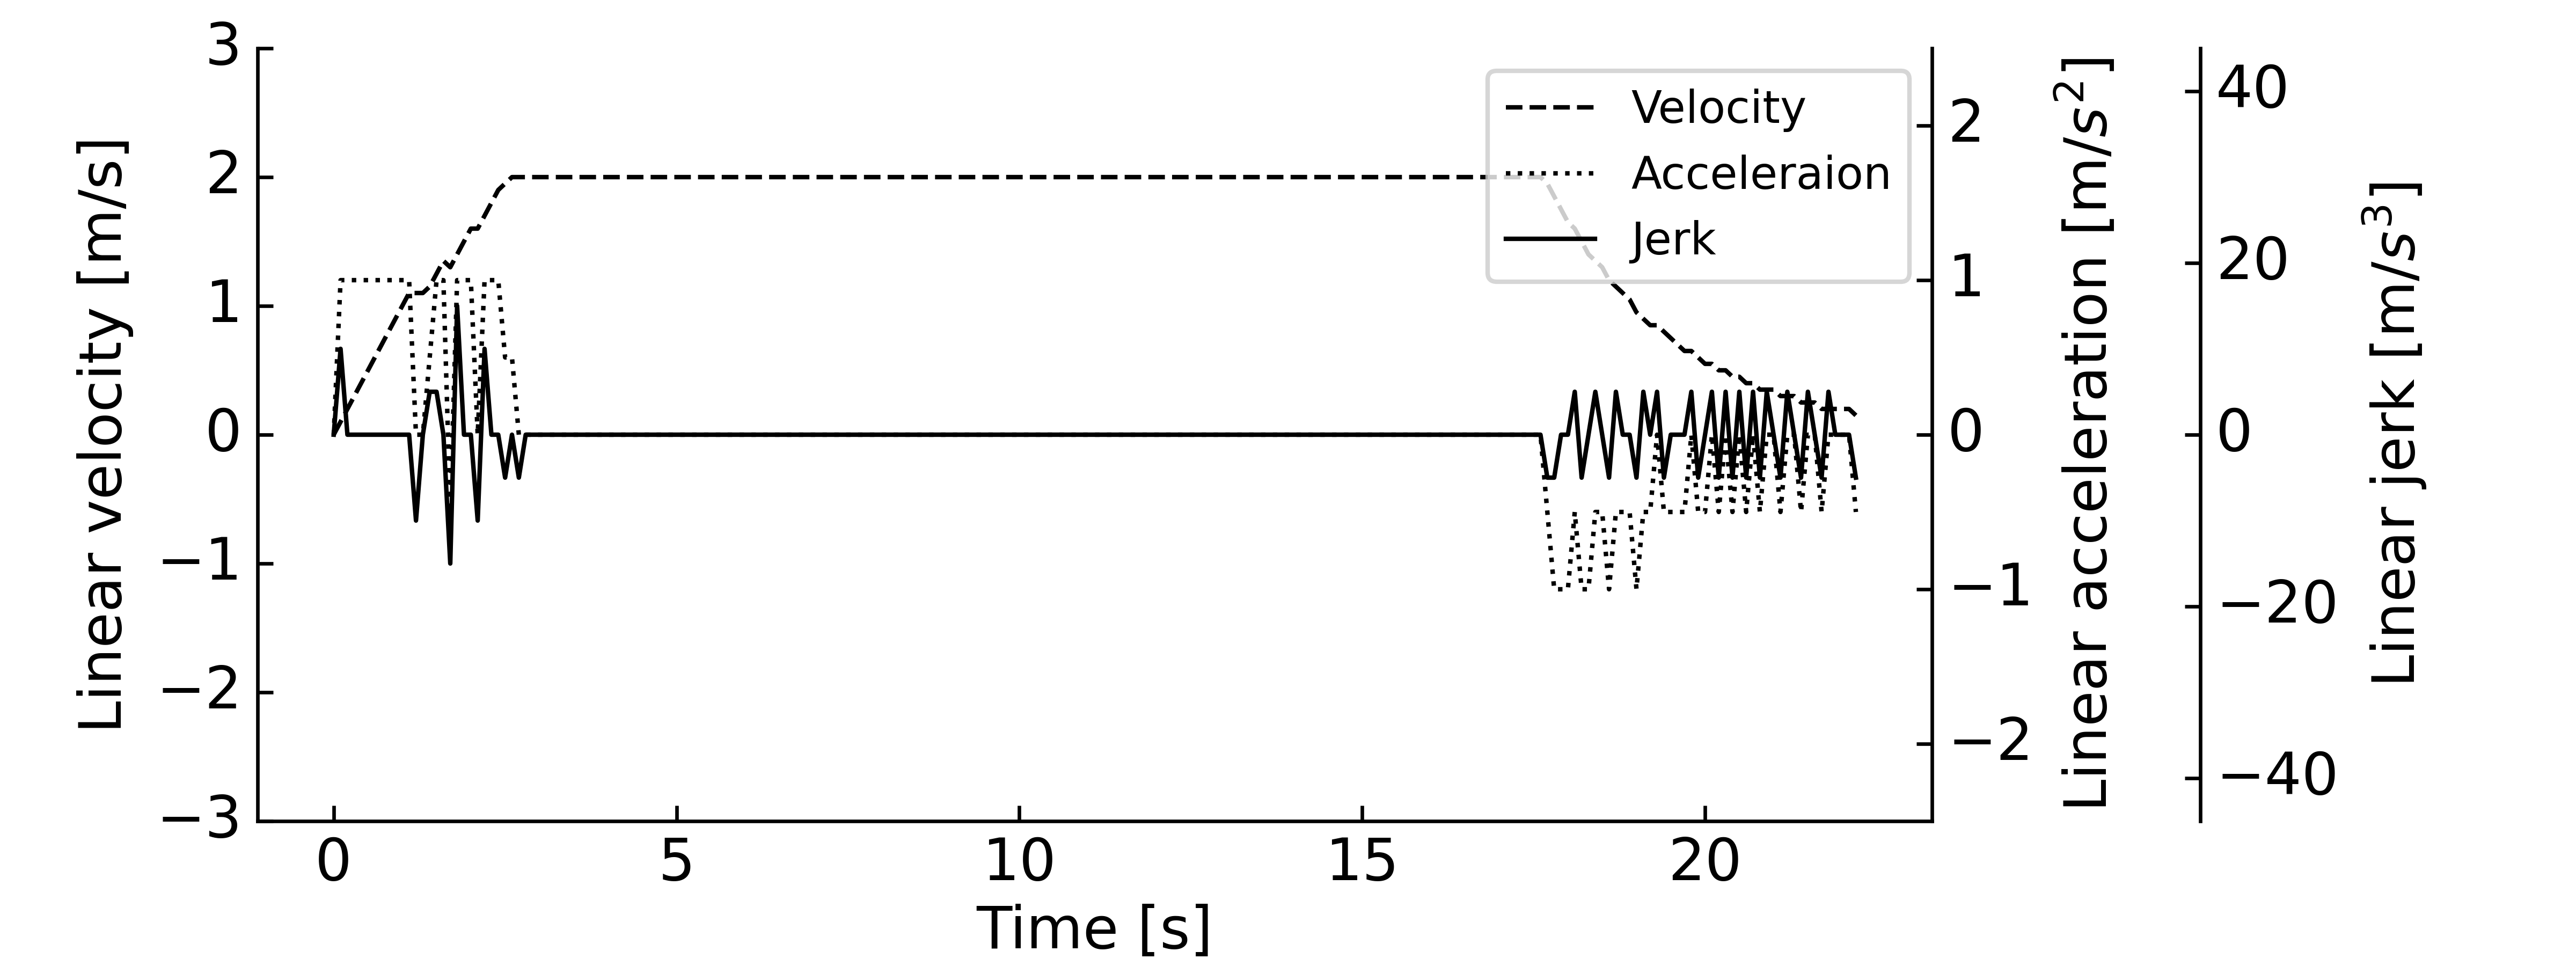 Linear velocity [m/s]
3
2
1
0
−1
−2
−3
0 5 10 15 20
Time [s]
Velocity
Acceleraion
Jerk
2
1
0
−1
−2
Linear acceleration [m/s²]
40
20
0
−20
−40
Linear jerk [m/s³]